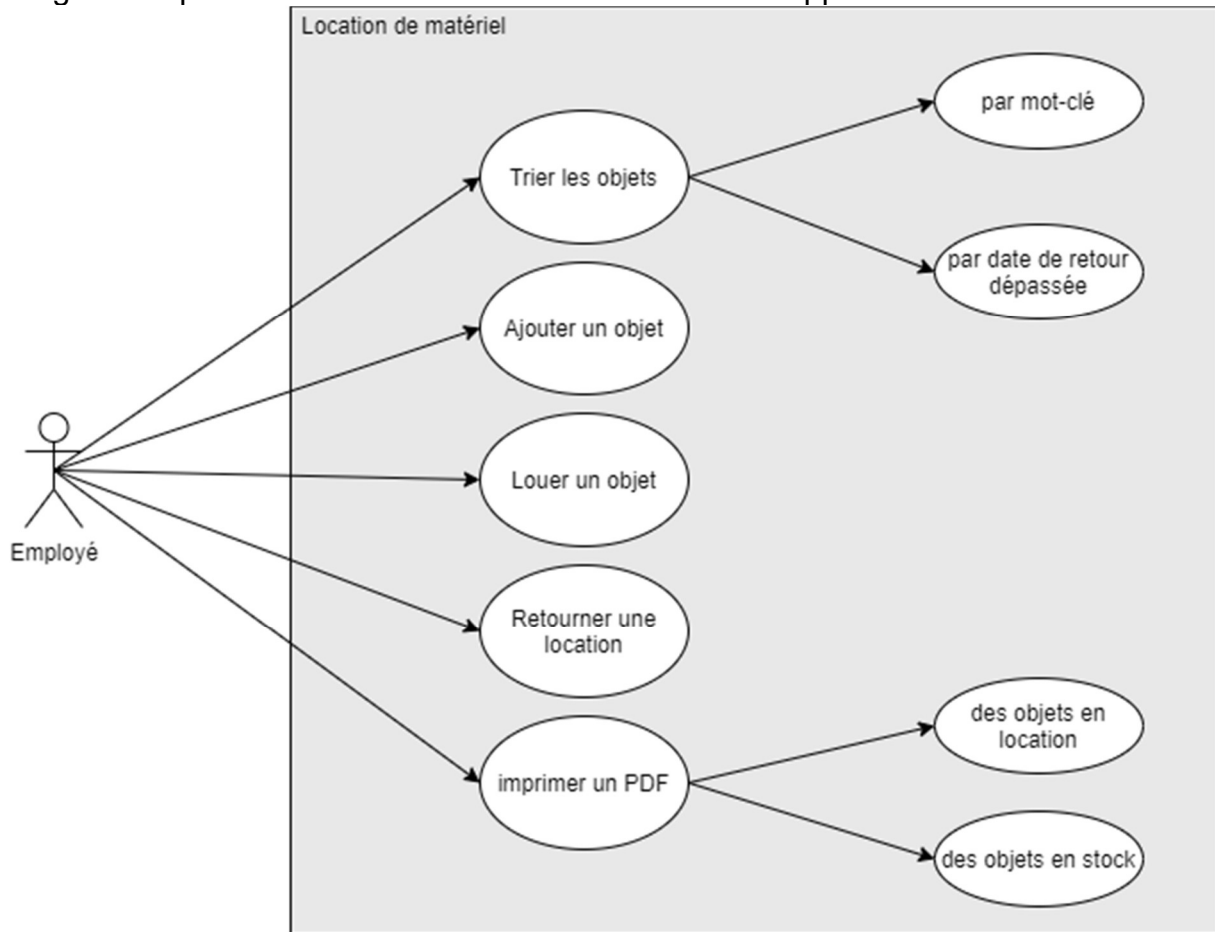 Location de matériel
par mot-clé
Trier les objets
par date de retour
dépassée
Ajouter un objet
Louer un objet
Employé
Retourner une
location
des objets en
location
imprimer un PDF
des objets en stock